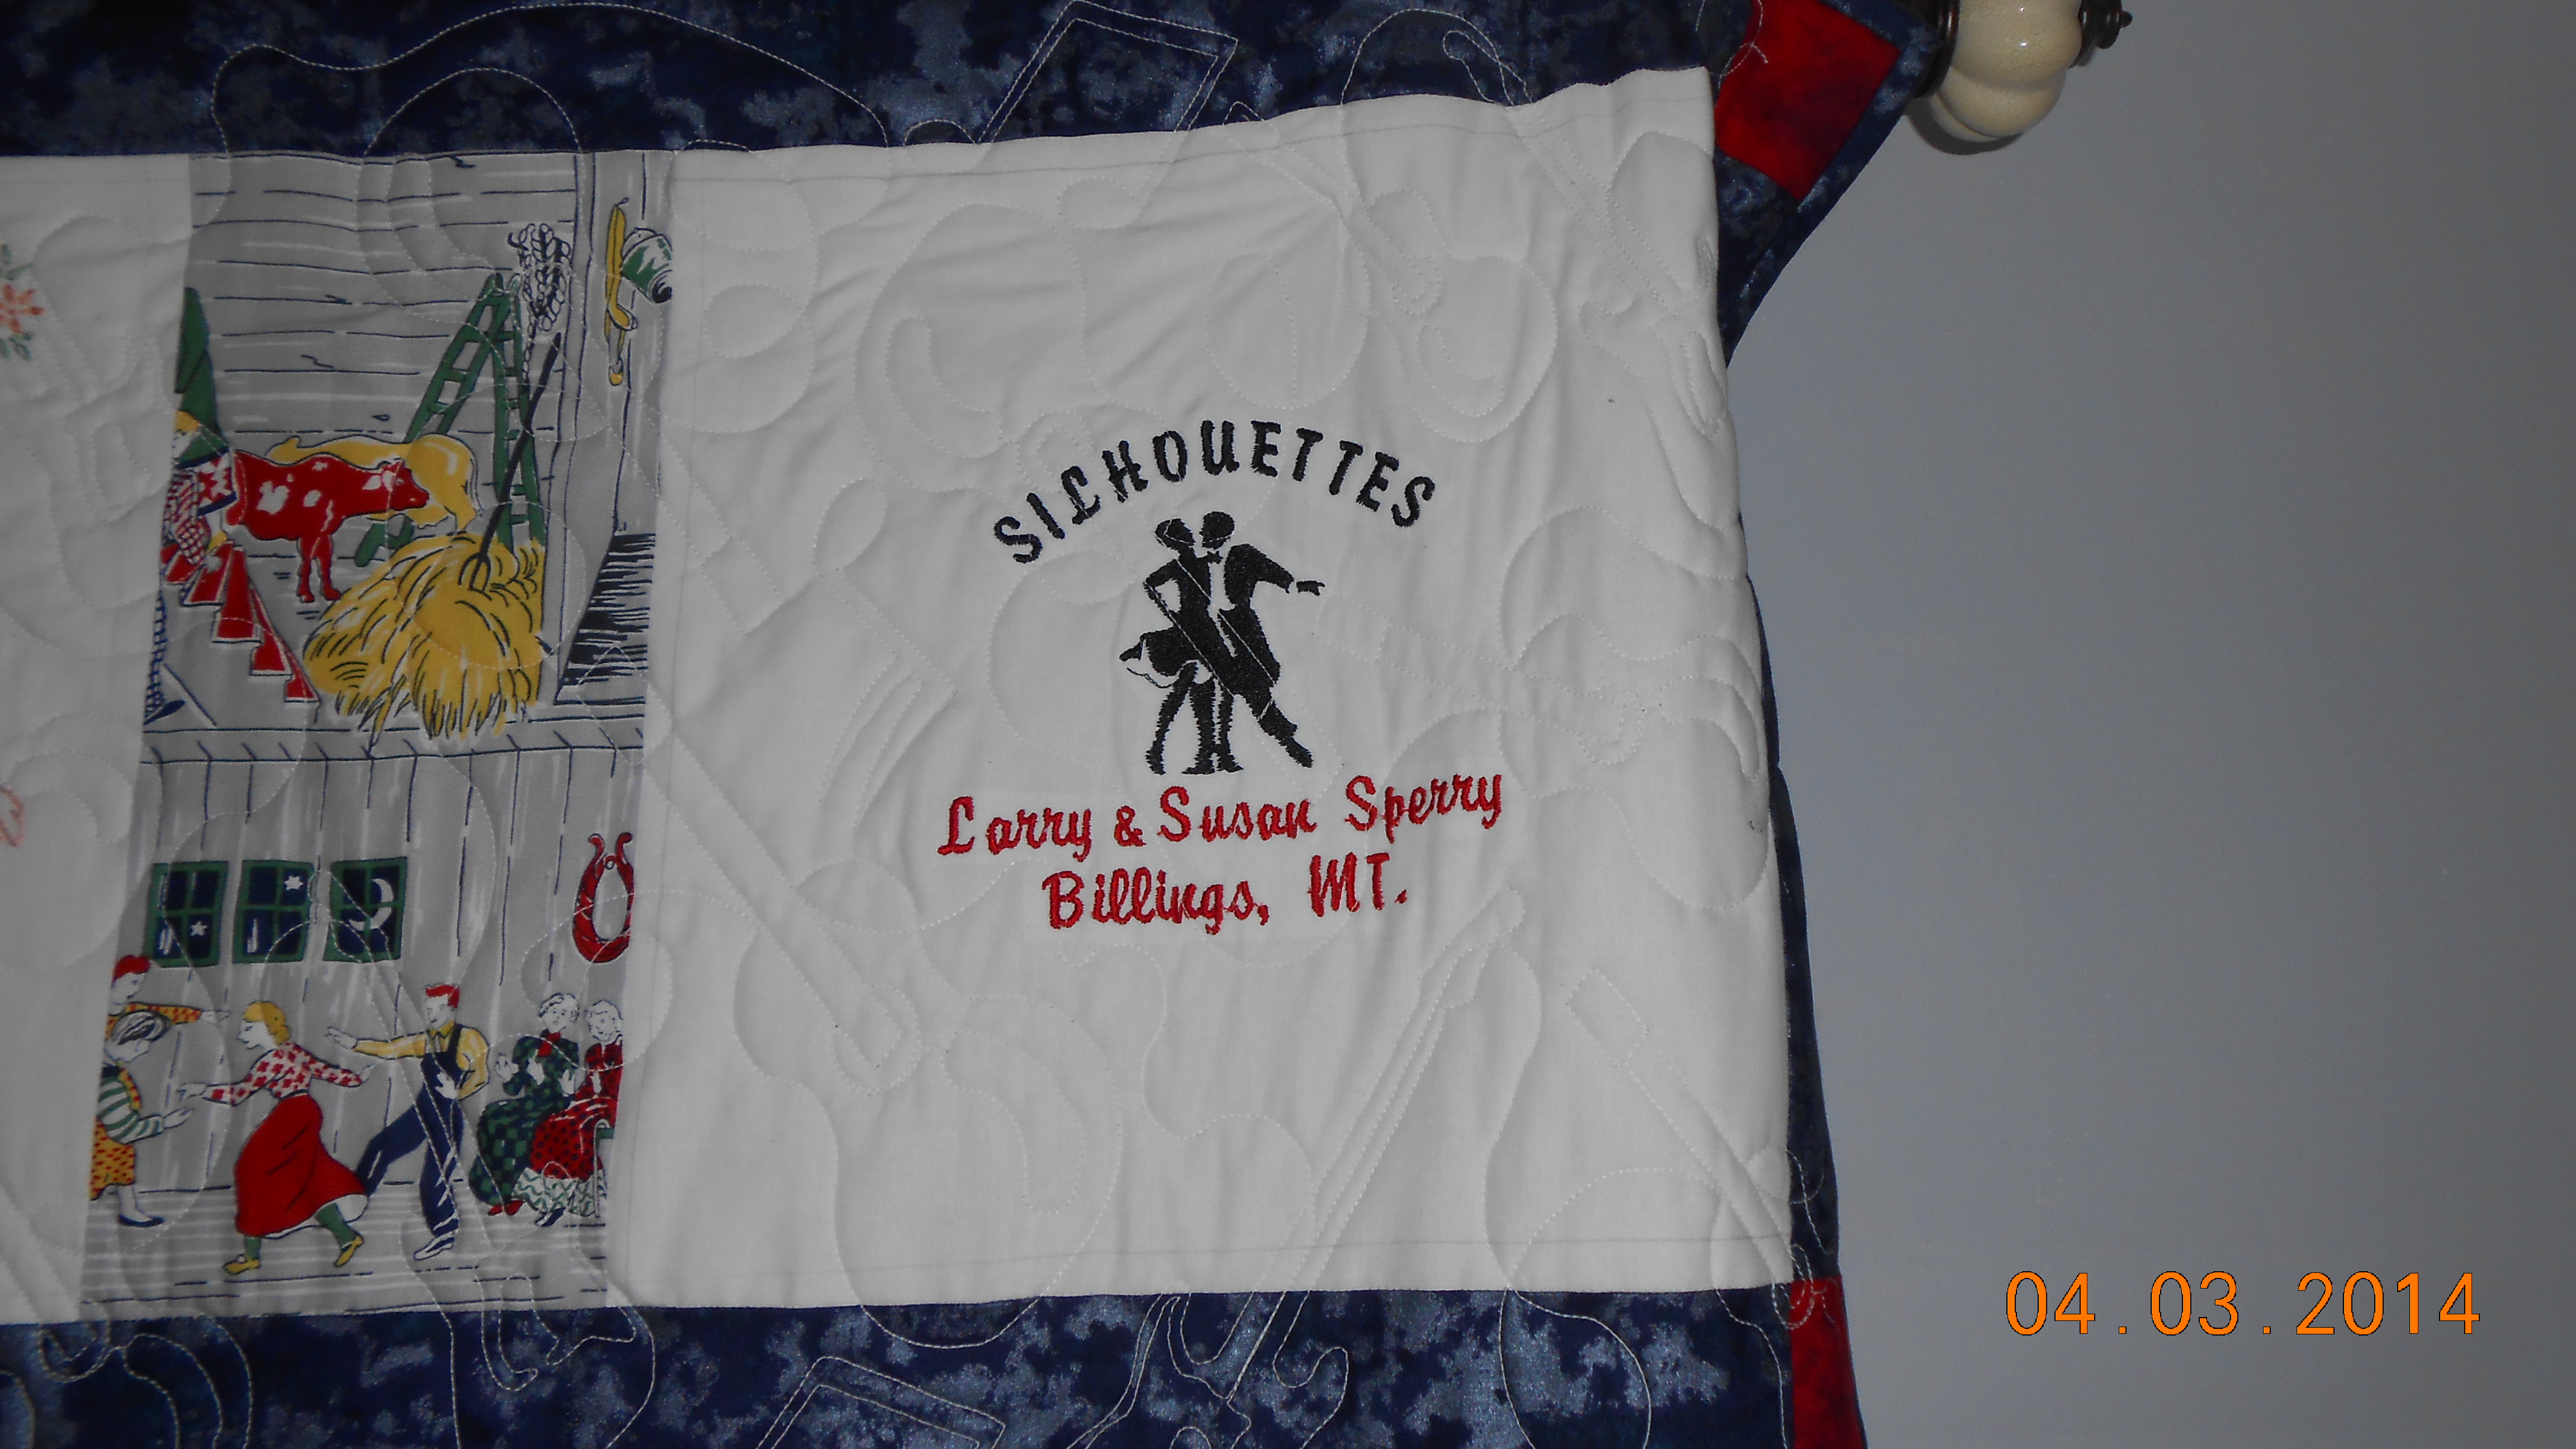 SILHOUETTES
Larry & Susan Sperry
Billings, MT.
04.03.2014